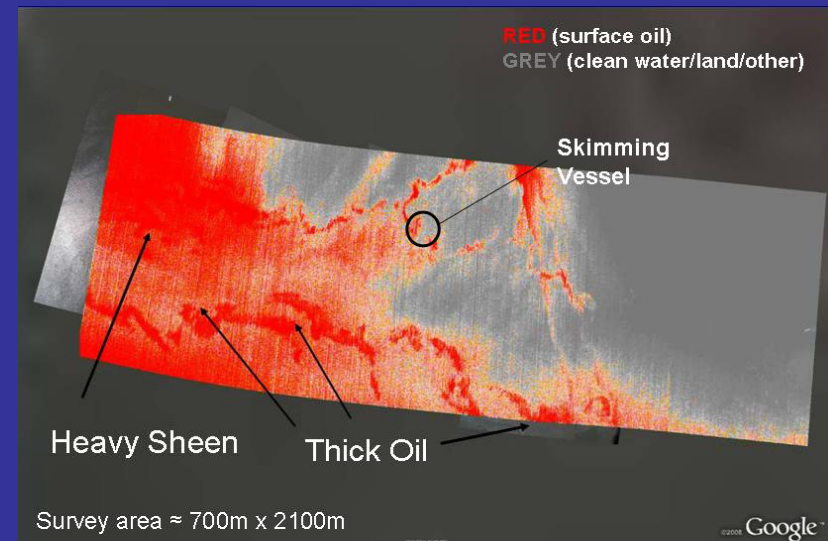 RED (surface oil)
GREY (clean water/land/other)
Skimming
Vessel
Heavy Sheen
Thick Oil
Survey area ≈ 700m x 2100m
©2008 Google™